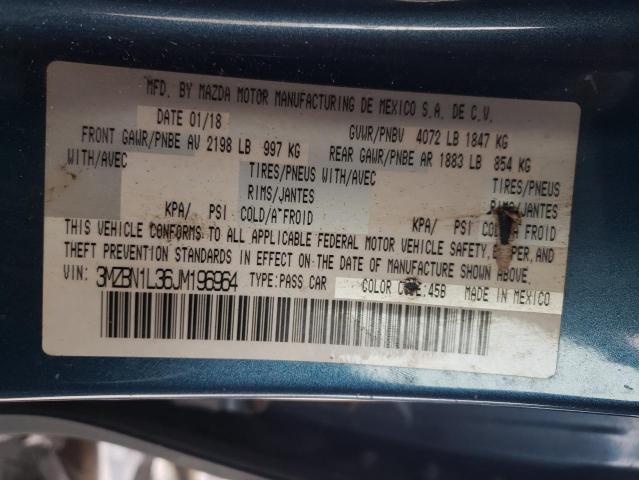 MFD. BY MAZDA MOTOR MANUFACTURING DE MEXICO S.A. DE C.V.
DATE 01/18 GVWR/PNBV 4072 LB 1847 KG
FRONT GAWR/PNBE AV 2198 LB 997 KG REAR GAWR/PNBE AR 1883 LB 854 KG
WITH/AVEC TIRES/PNEUS WITH/AVEC TIRES/PNEUS
RIMS/JANTES RIMS/JANTES
KPA/ PSI COLD/A FROID KPA/ PSI COLD/A FROID
THIS VEHICLE CONFORMS TO ALL APPLICABLE FEDERAL MOTOR VEHICLE SAFETY, BUMPER, AND
THEFT PREVENTION STANDARDS IN EFFECT ON THE DATE OF MANUFACTURE SHOWN ABOVE.
VIN: 3MZBN1L36JM196964 TYPE:PASS CAR COLOR CODE:45B MADE IN MEXICO